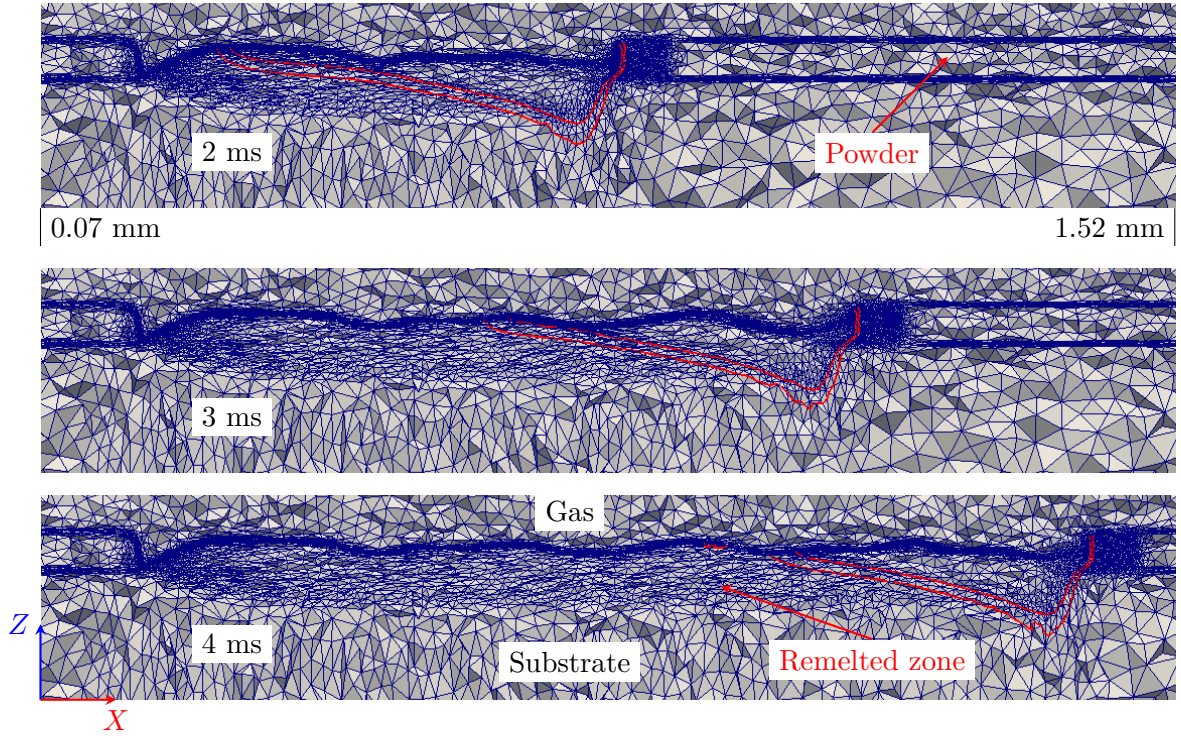 2 ms
Powder
0.07 mm
1.52 mm
3 ms
Gas
4 ms
Z
Substrate
Remelted zone
X